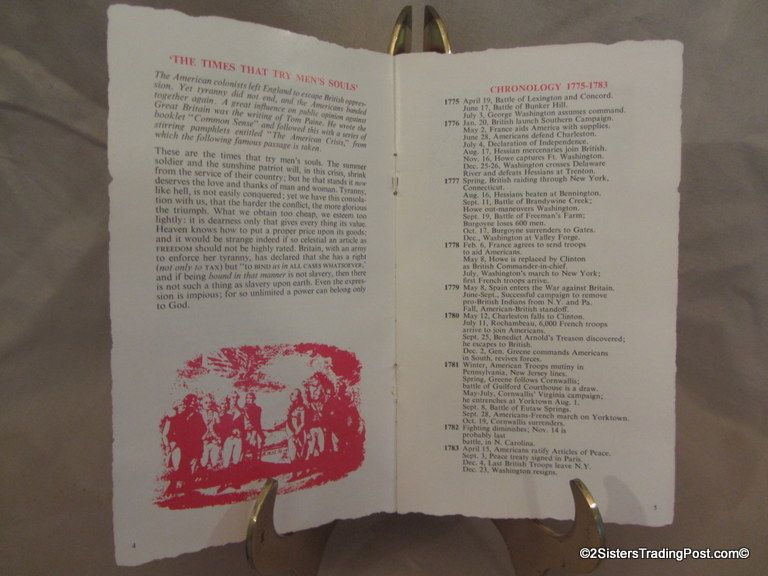 'THE TIMES THAT TRY MEN'S SOULS'
The American colonists left England to escape British oppres-
sion. Yet tyranny did not end, and the Americans banded
together again. A great influence on public opinion against
Great Britain was the writing of Tom Paine. He wrote the
booklet "Common Sense" and followed this with a series of
stirring pamphlets entitled "The American Crisis," from
which the following famous passage is taken.
These are the times that try men's souls. The summer
soldier and the sunshine patriot will, in this crisis, shrink
from the service of their country; but he that stands it now
deserves the love and thanks of man and woman. Tyranny,
like hell, is not easily conquered; yet we have this consola-
tion with us, that the harder the conflict, the more glorious
the triumph. What we obtain too cheap, we esteem too
lightly: it is dearness only that gives every thing its value.
Heaven knows how to put a proper price upon its goods;
and it would be strange indeed if so celestial an article as
FREEDOM should not be highly rated. Britain, with an army
to enforce her tyranny, has declared that she has a right
(not only to TAX) but "to BIND us in ALL CASES WHATSOEVER,"
and if being bound in that manner is not slavery, then there
is not such a thing as slavery upon earth. Even the expres-
sion is impious; for so unlimited a power can belong only
to God.
4
CHRONOLOGY 1775-1783
1775 April 19, Battle of Lexington and Concord.
June 17, Battle of Bunker Hill.
July 3, George Washington assumes command.
1776 Jan. 20, British launch Southern Campaign.
May 2, France aids America with supplies.
June 28, Americans defend Charleston.
July 4, Declaration of Independence.
Aug. 17, Hessian mercenaries join British.
Nov. 16, Howe captures Ft. Washington.
Dec. 25-26, Washington crosses Delaware
River and defeats Hessians at Trenton.
1777 Spring, British raiding through New York,
Connecticut.
Aug. 16, Hessians beaten at Bennington.
Sept. 11, Battle of Brandywine Creek;
Howe out-maneuvers Washington.
Sept. 19, Battle of Freeman's Farm;
Burgoyne loses 600 men.
Oct. 17, Burgoyne surrenders to Gates.
Dec., Washington at Valley Forge.
1778 Feb. 6, France agrees to send troops
to aid Americans.
May 8, Howe is replaced by Clinton
as British Commander-in-chief.
July, Washington's march to New York;
first French troops arrive.
1779 May 8, Spain enters the War against Britain.
June-Sept., Successful campaign to remove
pro-British Indians from N.Y. and Pa.
Fall, American-British standoff.
1780 May 12, Charleston falls to Clinton.
July 11, Rochambeau, 6,000 French troops
arrive to join Americans.
Sept. 25, Benedict Arnold's Treason discovered;
he escapes to British.
Dec. 2, Gen. Greene commands Americans
in South, revives forces.
1781 Winter, American Troops mutiny in
Pennsylvania, New Jersey lines.
Spring, Greene follows Cornwallis;
battle of Guilford Courthouse is a draw.
May-July, Cornwallis' Virginia campaign;
he entrenches at Yorktown Aug. 1.
Sept. 8, Battle of Eutaw Springs.
Sept. 28, Americans-French march on Yorktown.
Oct. 19, Cornwallis surrenders.
1782 Fighting diminishes; Nov. 14 is
probably last
battle, in N. Carolina.
1783 April 15, Americans ratify Articles of Peace.
Sept. 3, Peace treaty signed in Paris.
Dec. 4, Last British Troops leave N.Y.
Dec. 23, Washington resigns.
5
©2SistersTradingPost.com©